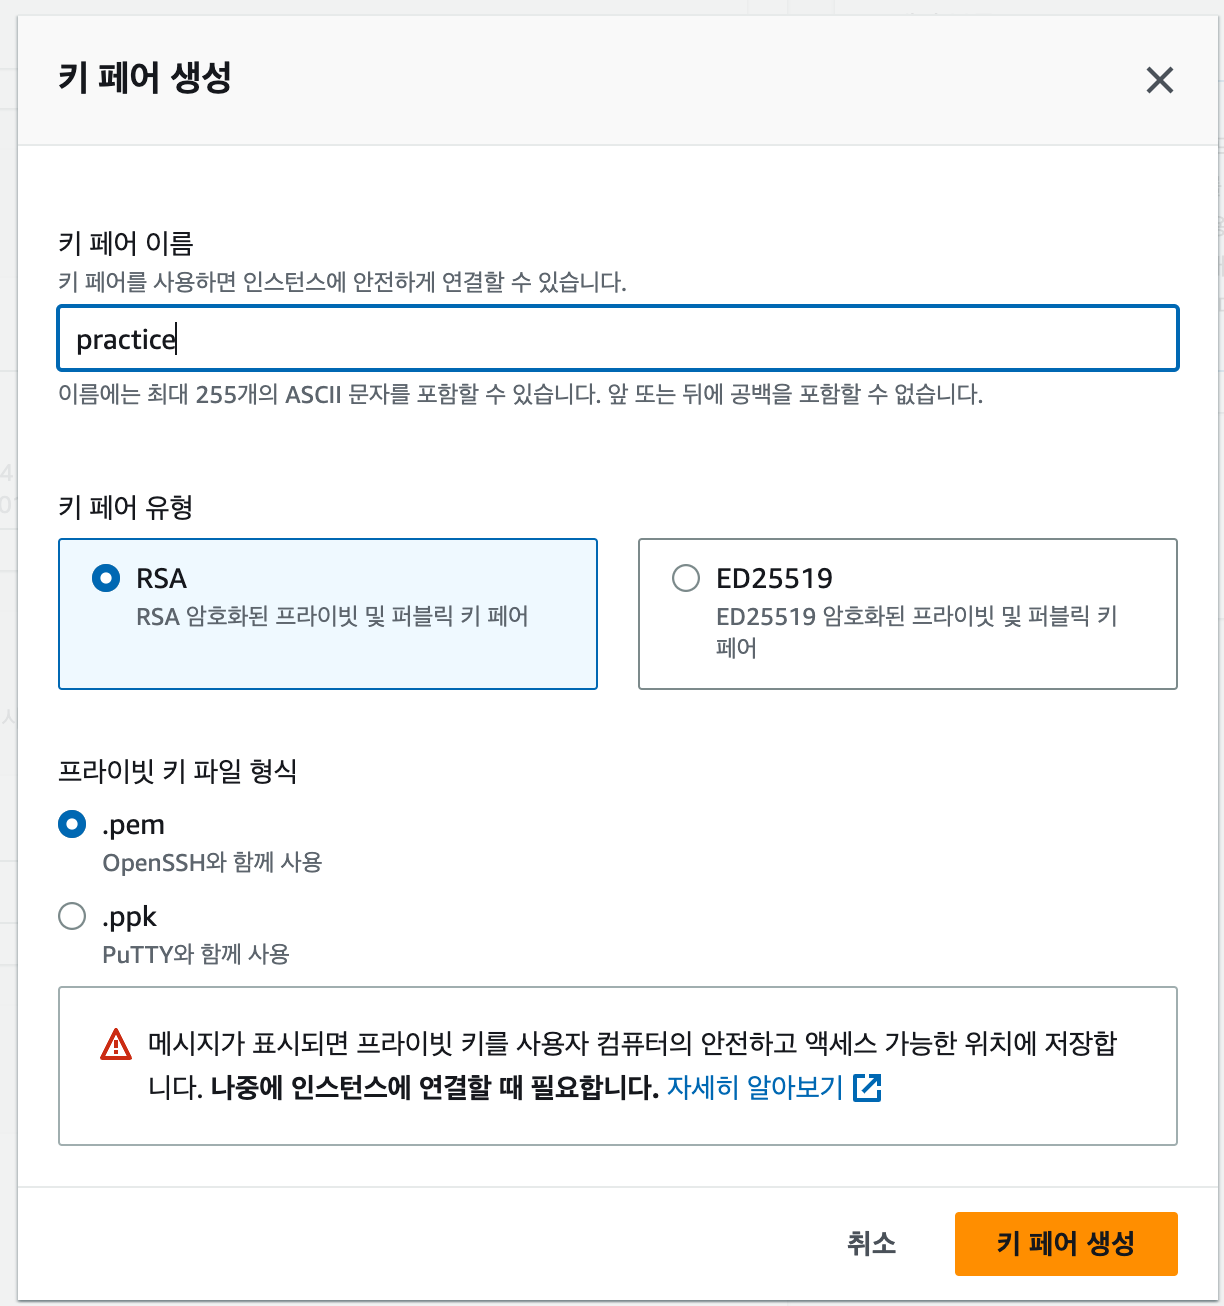 키 페어 생성
키 페어 이름
키 페어를 사용하면 인스턴스에 안전하게 연결할 수 있습니다.
practice
이름에는 최대 255개의 ASCII 문자를 포함할 수 있습니다. 앞 또는 뒤에 공백을 포함할 수 없습니다.
키 페어 유형
RSA
RSA 암호화된 프라이빗 및 퍼블릭 키 페어
ED25519
ED25519 암호화된 프라이빗 및 퍼블릭 키
페어
프라이빗 키 파일 형식
.pem
OpenSSH와 함께 사용
.ppk
PuTTY와 함께 사용
메시지가 표시되면 프라이빗 키를 사용자 컴퓨터의 안전하고 액세스 가능한 위치에 저장합
니다. 나중에 인스턴스에 연결할 때 필요합니다. 자세히 알아보기
취소
키 페어 생성